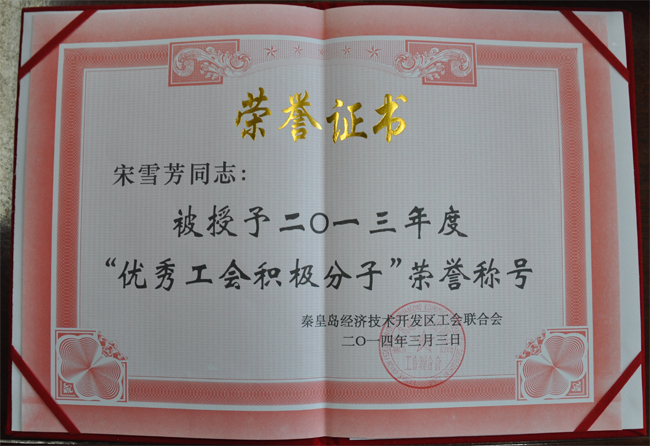 荣誉证书
宋雪芳同志：
被授予二〇一三年度
“优秀工会积极分子”荣誉称号
秦皇岛经济技术开发区工会联合会
二〇一四年三月三日